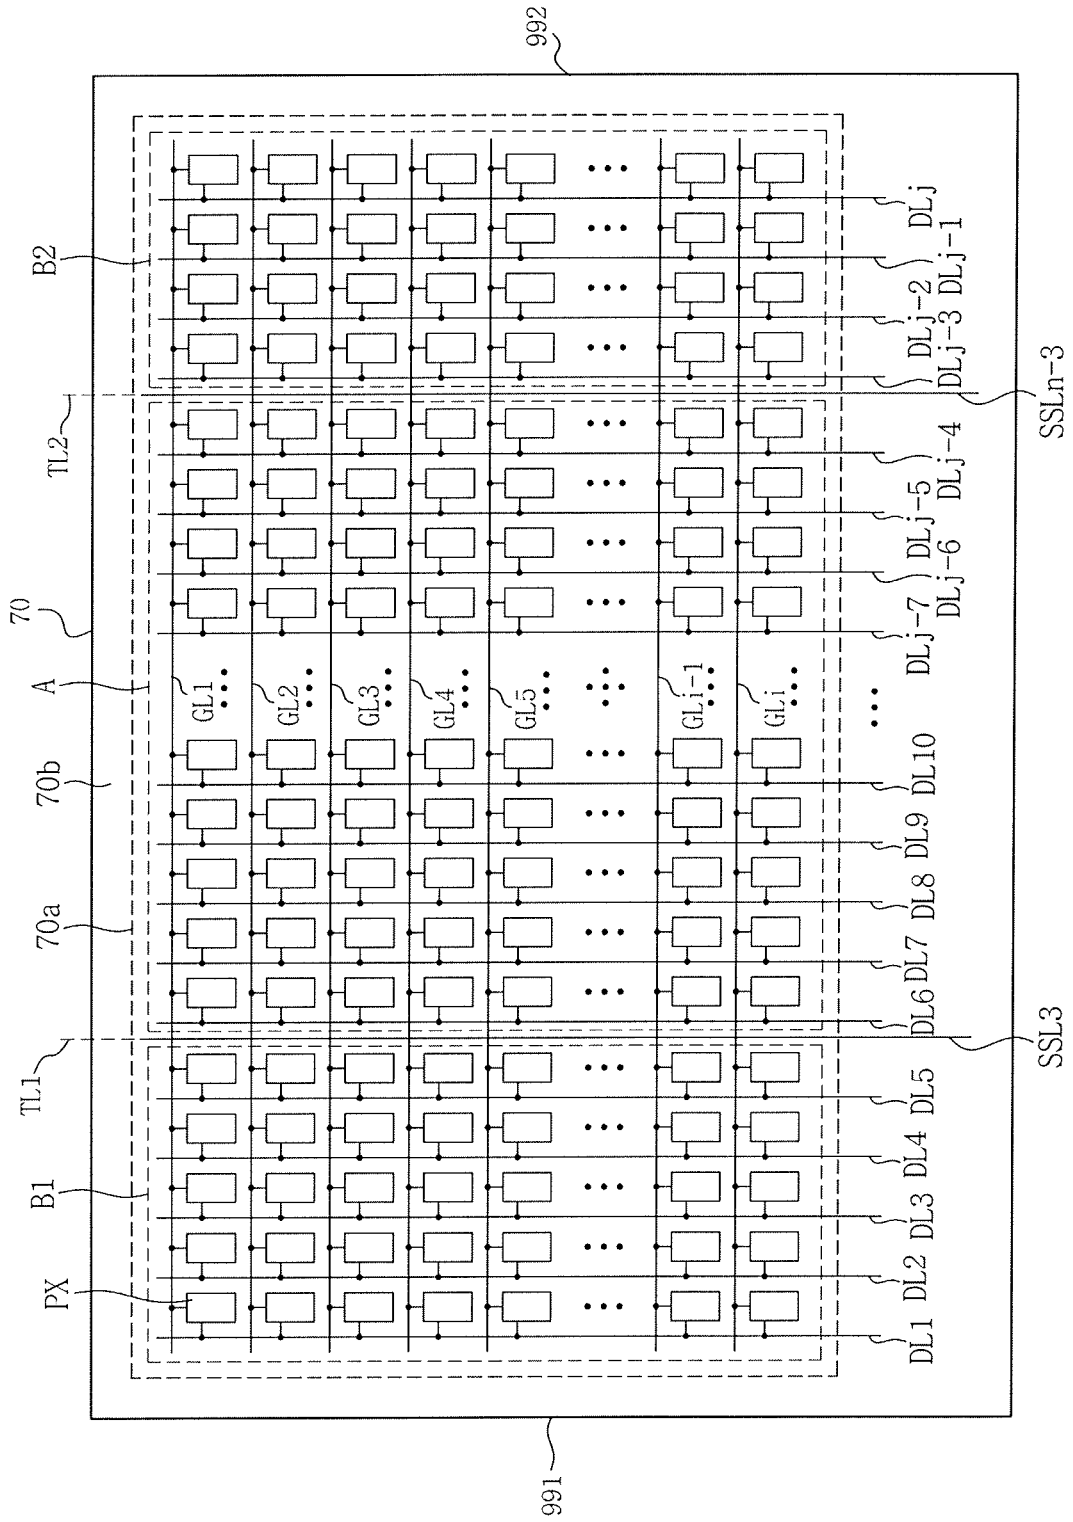 991
992
PX
B1
TL1
70a
70b
A
70
TL2
B2
GL1
GL2
GL3
GL4
GL5
GLi-1
GLi
DL1
DL2
DL3
DL4
DL5
DL6
DL7
DL8
DL9
DL10
DLj-7
DLj-6
DLj-5
DLj-4
DLj-3
DLj-2
DLj-1
DLj
SSL3
SSLn-3